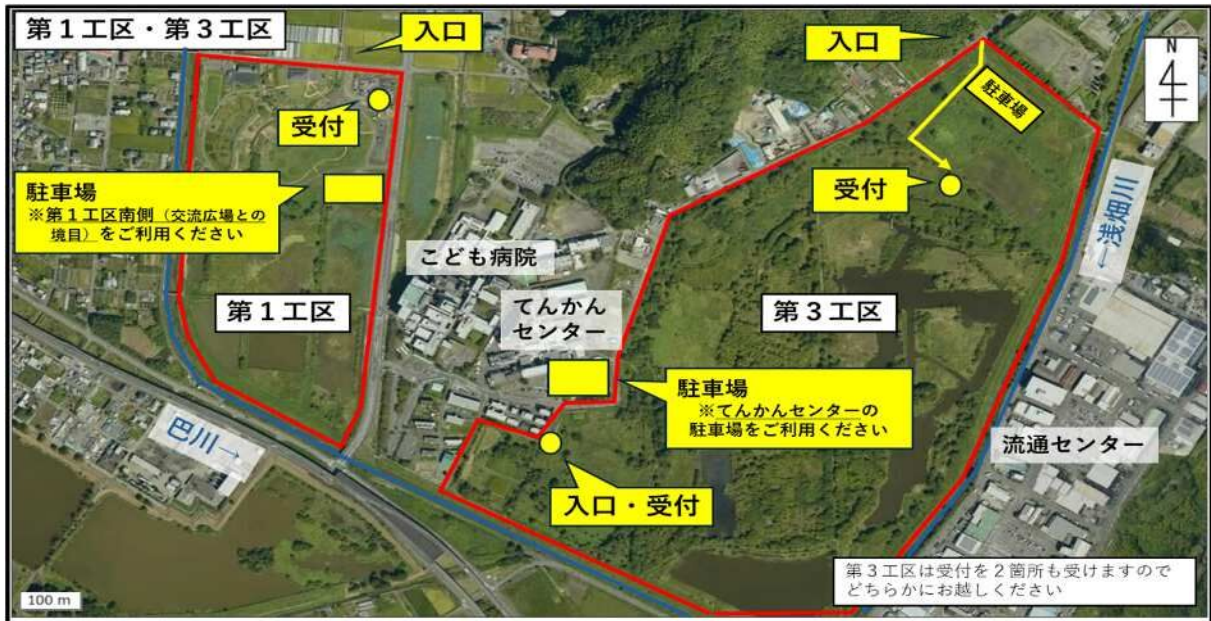 第1工区・第3工区
入口
入口
N
駐車場
受付
受付
駐車場
※第1工区南側（交流広場との
境目）をご利用ください
←浅畑川
こども病院
てんかん
センター
第1工区
第3工区
駐車場
※てんかんセンターの
駐車場をご利用ください
巴川→
流通センター
入口・受付
第3工区は受付を2箇所も受けますので
どちらかにお越しください
100 m